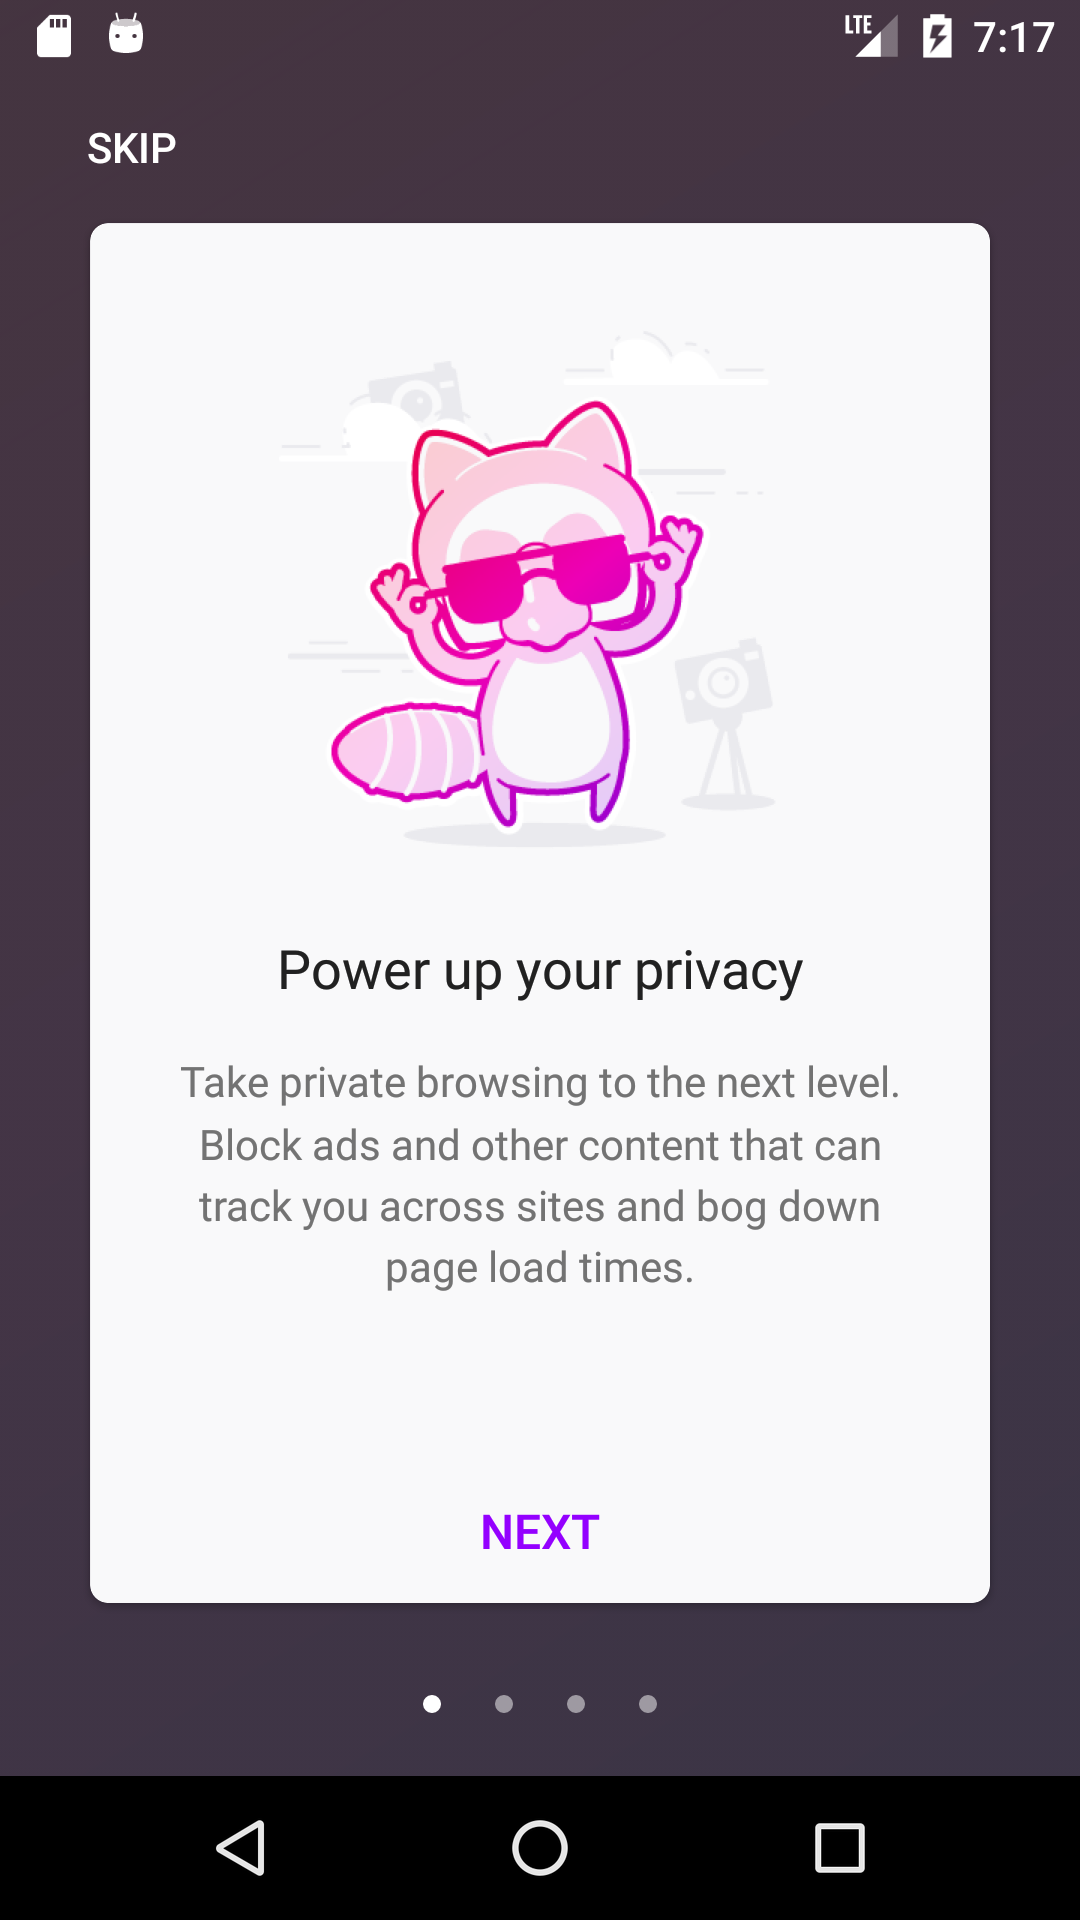 LTE 7:17
SKIP
Power up your privacy
Take private browsing to the next level.
Block ads and other content that can
track you across sites and bog down
page load times.
NEXT